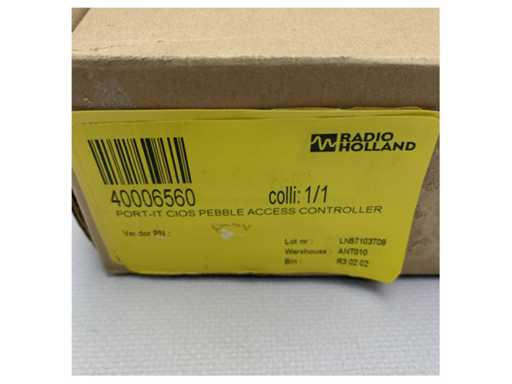 RADIO
HOLLAND
40006560 colli: 1/1
PORT-IT CIOS PEBBLE ACCESS CONTROLLER
Vendor PN :
Lot nr : LNB7103709
Warehouse : ANT010
Bin : R3 02 02